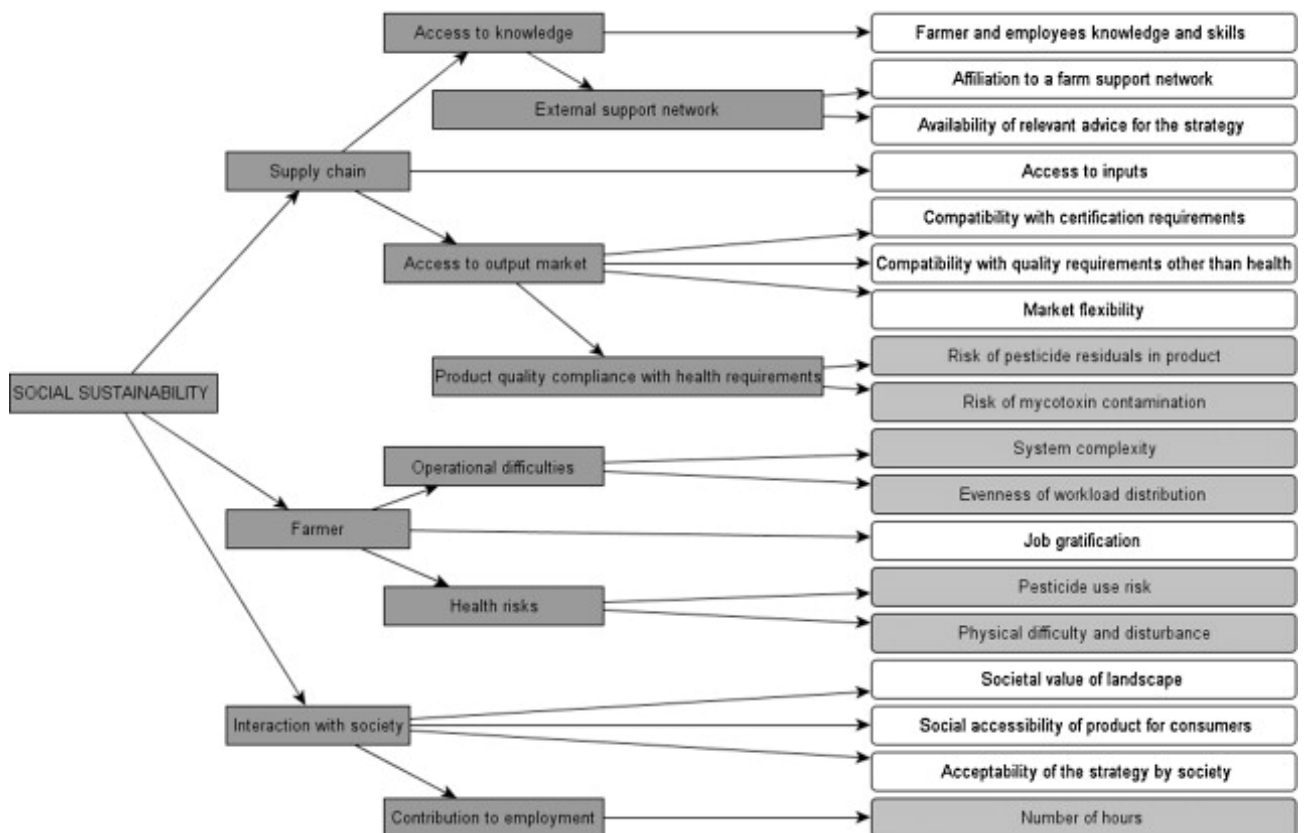 Access to knowledge
Farmer and employees knowledge and skills
External support network
Affiliation to a farm support network
Availability of relevant advice for the strategy
Supply chain
Access to inputs
Compatibility with certification requirements
Access to output market
Compatibility with quality requirements other than health
Market flexibility
Product quality compliance with health requirements
Risk of pesticide residuals in product
Risk of mycotoxin contamination
SOCIAL SUSTAINABILITY
Operational difficulties
System complexity
Evenness of workload distribution
Farmer
Job gratification
Health risks
Pesticide use risk
Physical difficulty and disturbance
Interaction with society
Societal value of landscape
Social accessibility of product for consumers
Acceptability of the strategy by society
Contribution to employment
Number of hours